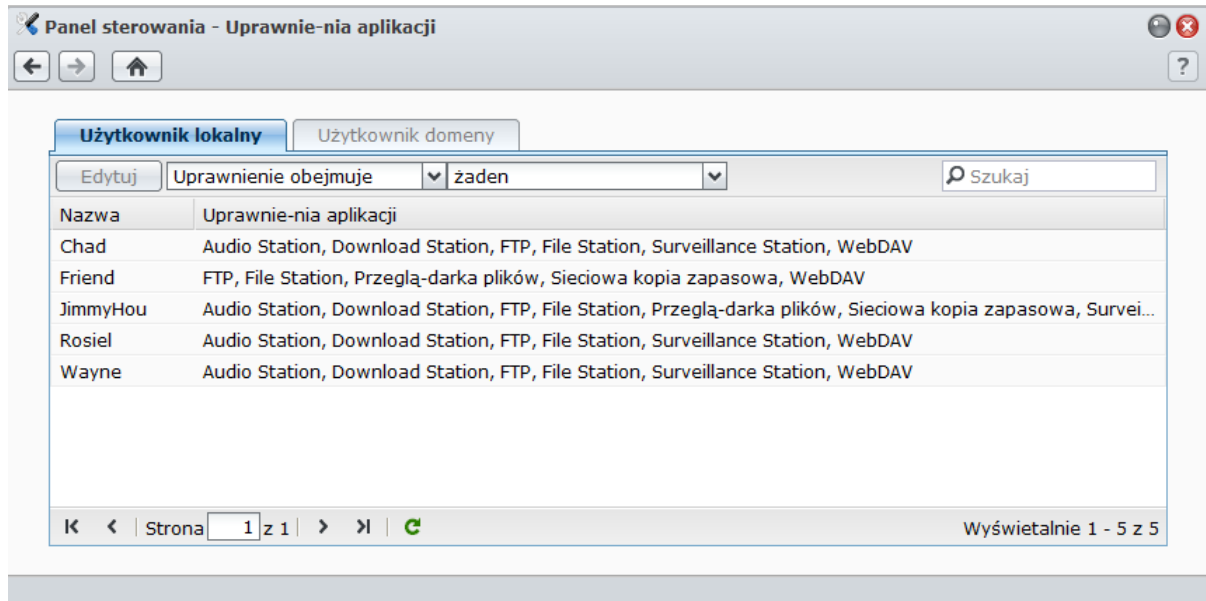 Panel sterowania - Uprawnie-nia aplikacji
?
Użytkownik lokalny Użytkownik domeny
Edytuj Uprawnienie obejmuje żaden Szukaj
Nazwa Uprawnie-nia aplikacji
Chad Audio Station, Download Station, FTP, File Station, Surveillance Station, WebDAV
Friend FTP, File Station, Przeglą-darka plików, Sieciowa kopia zapasowa, WebDAV
JimmyHou Audio Station, Download Station, FTP, File Station, Przeglą-darka plików, Sieciowa kopia zapasowa, Survei...
Rosiel Audio Station, Download Station, FTP, File Station, Surveillance Station, WebDAV
Wayne Audio Station, Download Station, FTP, File Station, Surveillance Station, WebDAV
Strona 1 z 1 Wyświetalnie 1 - 5 z 5